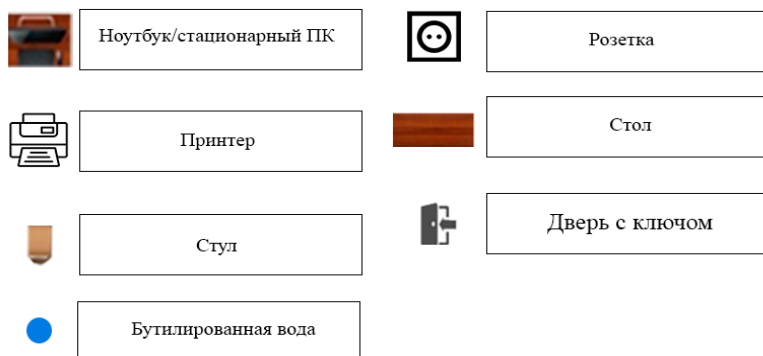 Ноутбук/стационарный ПК
Розетка
Принтер
Стол
Стул
Дверь с ключом
Бутилированная вода